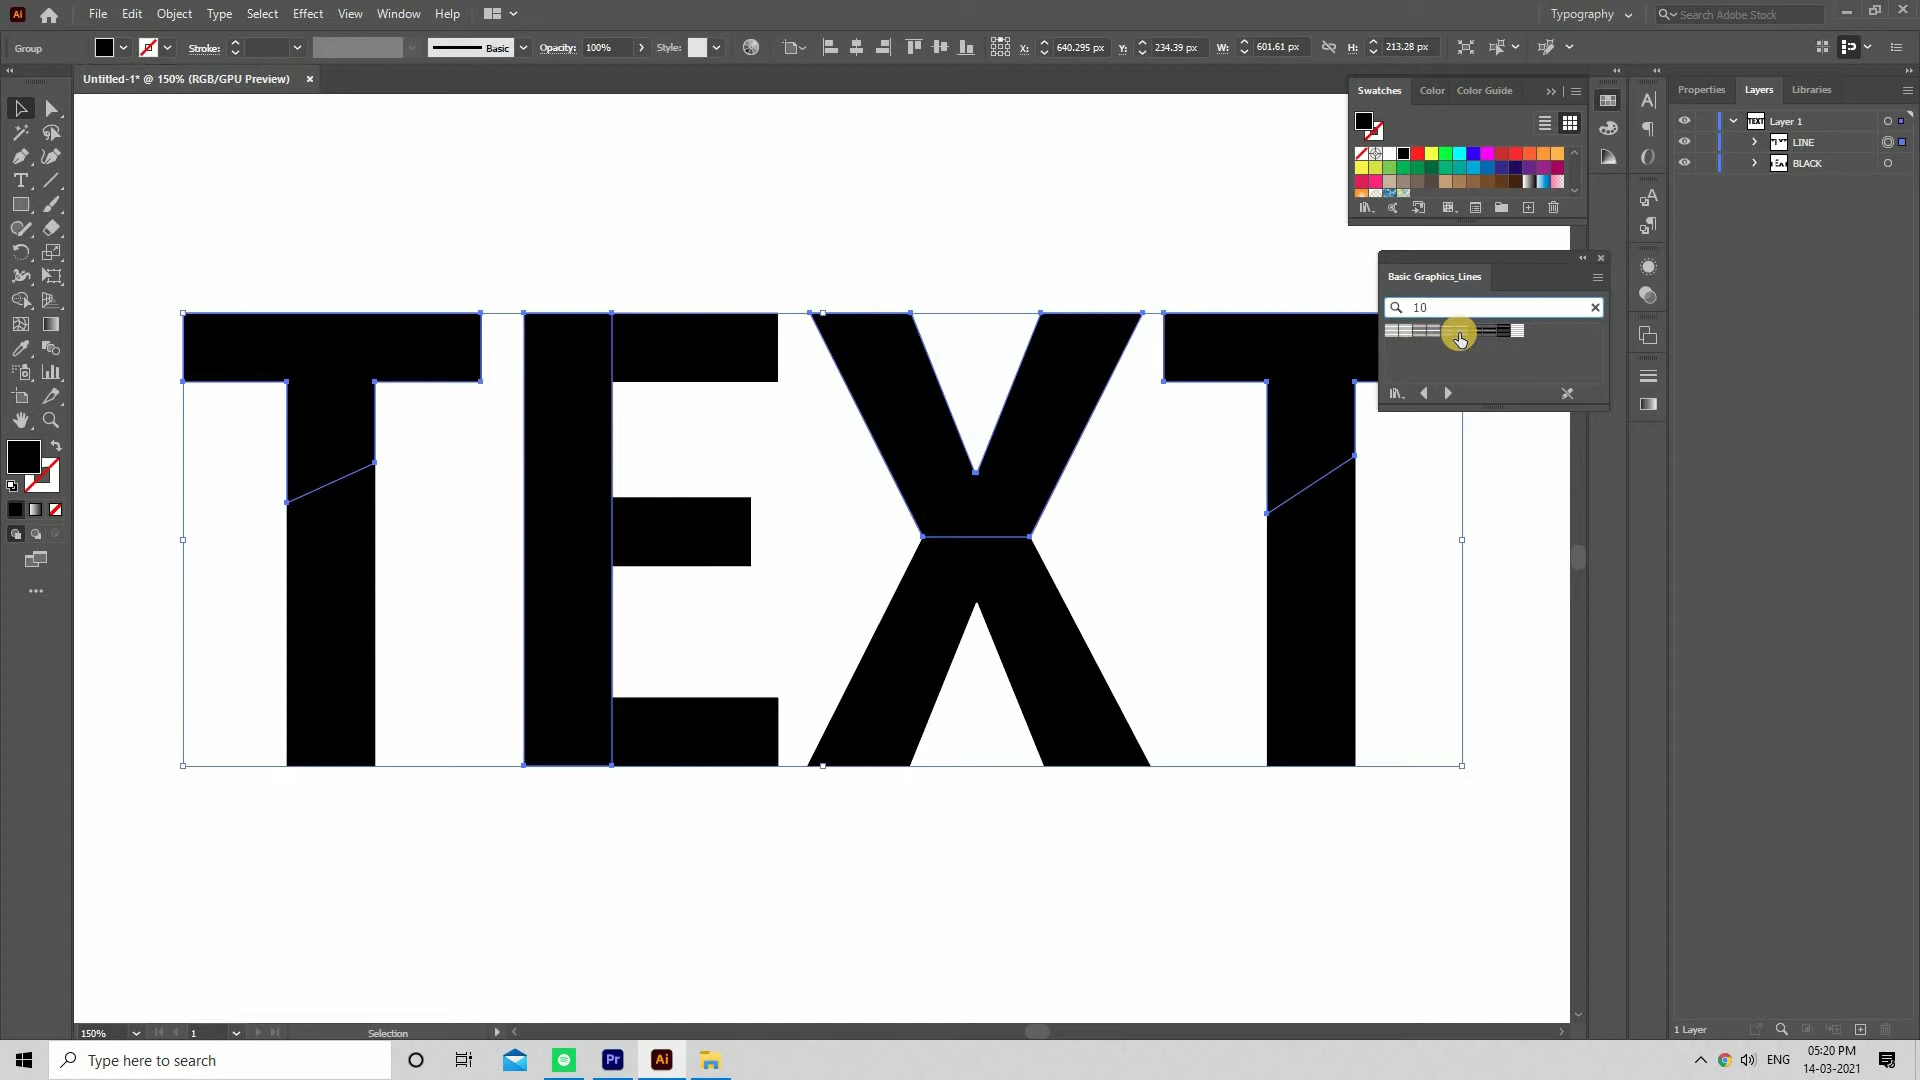 Ai File Edit Object Type Select Effect View Window Help Typography Search Adobe Stock
Group Stroke: Basic Opacity: 100% Style: X: 640.295 px Y: 234.39 px W: 601.61 px H: 213.28 px
Untitled-1* @ 150% (RGB/GPU Preview)
Swatches Color Color Guide
Properties Layers Libraries
Layer 1
LINE
BLACK
Basic Graphics_Lines
10
TEXT
150% 1 Selection
1 Layer
Type here to search Pr Ai ENG 05:20 PM
14-03-2021